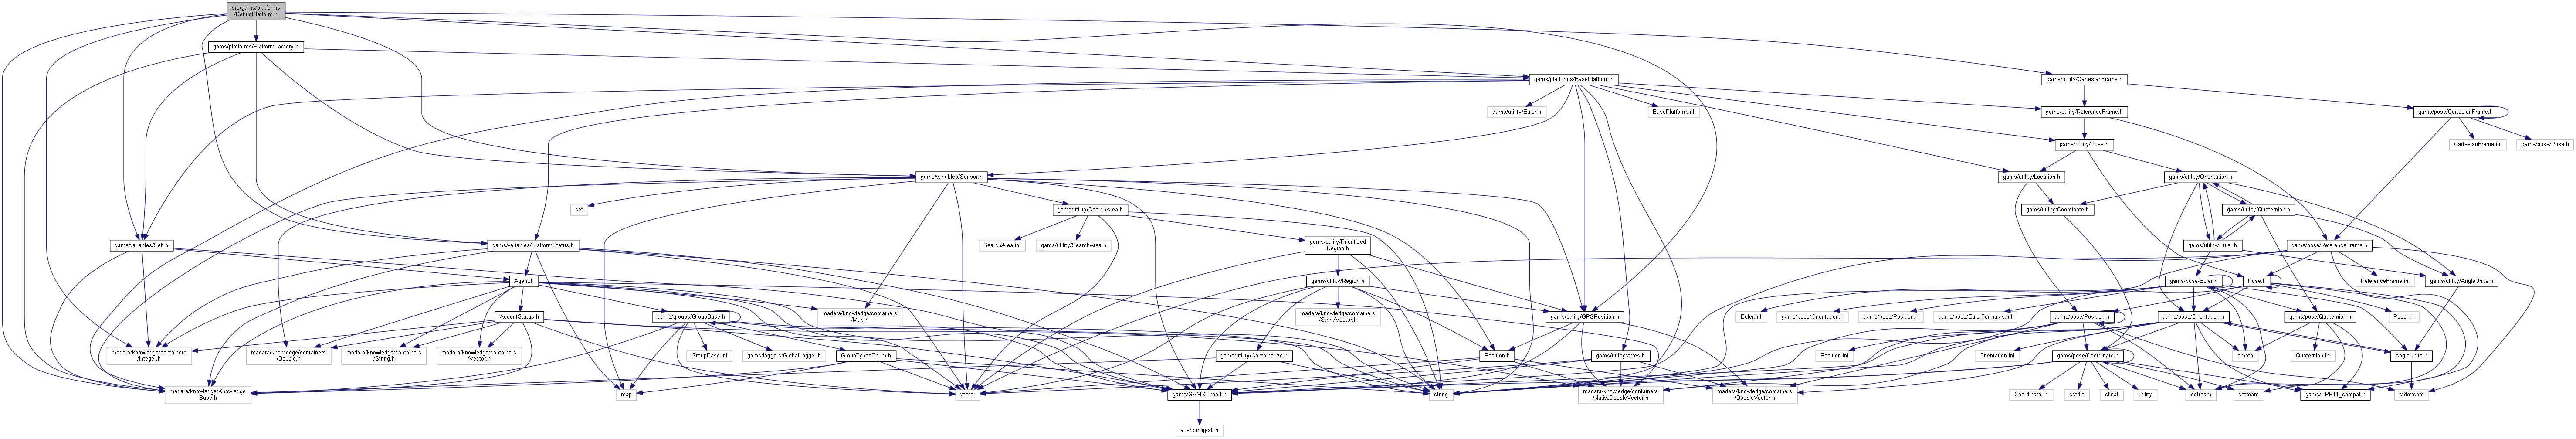 src/gams/platforms
/DebugPlatform.h
gams/platforms/PlatformFactory.h
gams/platforms/BasePlatform.h
gams/utility/CartesianFrame.h
gams/utility/Euler.h
BasePlatform.inl
gams/utility/ReferenceFrame.h
gams/pose/CartesianFrame.h
gams/utility/Pose.h
CartesianFrame.inl
gams/pose/Pose.h
gams/variables/Sensor.h
gams/utility/Location.h
gams/utility/Orientation.h
set
gams/utility/SearchArea.h
gams/utility/Coordinate.h
gams/utility/Quaternion.h
gams/variables/Self.h
gams/variables/PlatformStatus.h
SearchArea.inl
gams/utility/SearchArea.h
gams/utility/Prioritized
Region.h
gams/utility/Euler.h
gams/pose/ReferenceFrame.h
Agent.h
gams/utility/Region.h
gams/pose/Euler.h
Pose.h
ReferenceFrame.inl
gams/utility/AngleUnits.h
AccentStatus.h
madara/knowledge/containers
/Map.h
gams/groups/GroupBase.h
madara/knowledge/containers
/StringVector.h
gams/utility/GPSPosition.h
Euler.inl
gams/pose/Orientation.h
gams/pose/Position.h
gams/pose/EulerFormulas.inl
gams/pose/Position.h
gams/pose/Orientation.h
gams/pose/Quaternion.h
Pose.inl
madara/knowledge/containers
/Integer.h
madara/knowledge/containers
/Double.h
madara/knowledge/containers
/String.h
madara/knowledge/containers
/Vector.h
GroupBase.inl
gams/loggers/GlobalLogger.h
GroupTypesEnum.h
gams/utility/Containerize.h
Position.h
gams/utility/Axes.h
Position.inl
Orientation.inl
gams/pose/Coordinate.h
cmath
Quaternion.inl
AngleUnits.h
madara/knowledge/Knowledge
Base.h
map
vector
gams/GAMSExport.h
string
madara/knowledge/containers
/NativeDoubleVector.h
madara/knowledge/containers
/DoubleVector.h
Coordinate.inl
cstdio
cfloat
utility
iostream
sstream
gams/CPP11_compat.h
stdexcept
ace/config-all.h